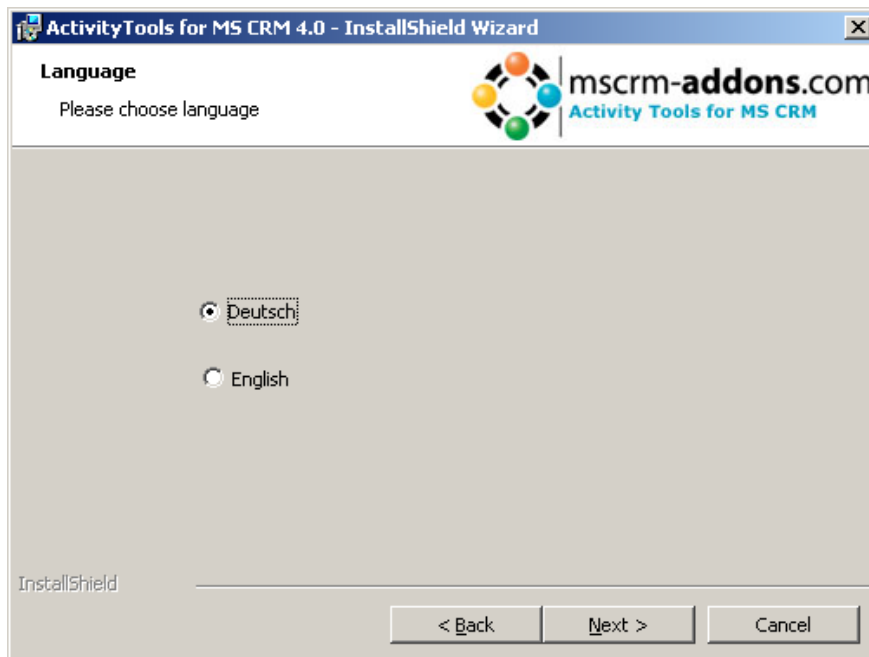 ActivityTools for MS CRM 4.0 - InstallShield Wizard
Language
Please choose language
mscrm-addons.com
Activity Tools for MS CRM
Deutsch
English
InstallShield
< Back
Next >
Cancel